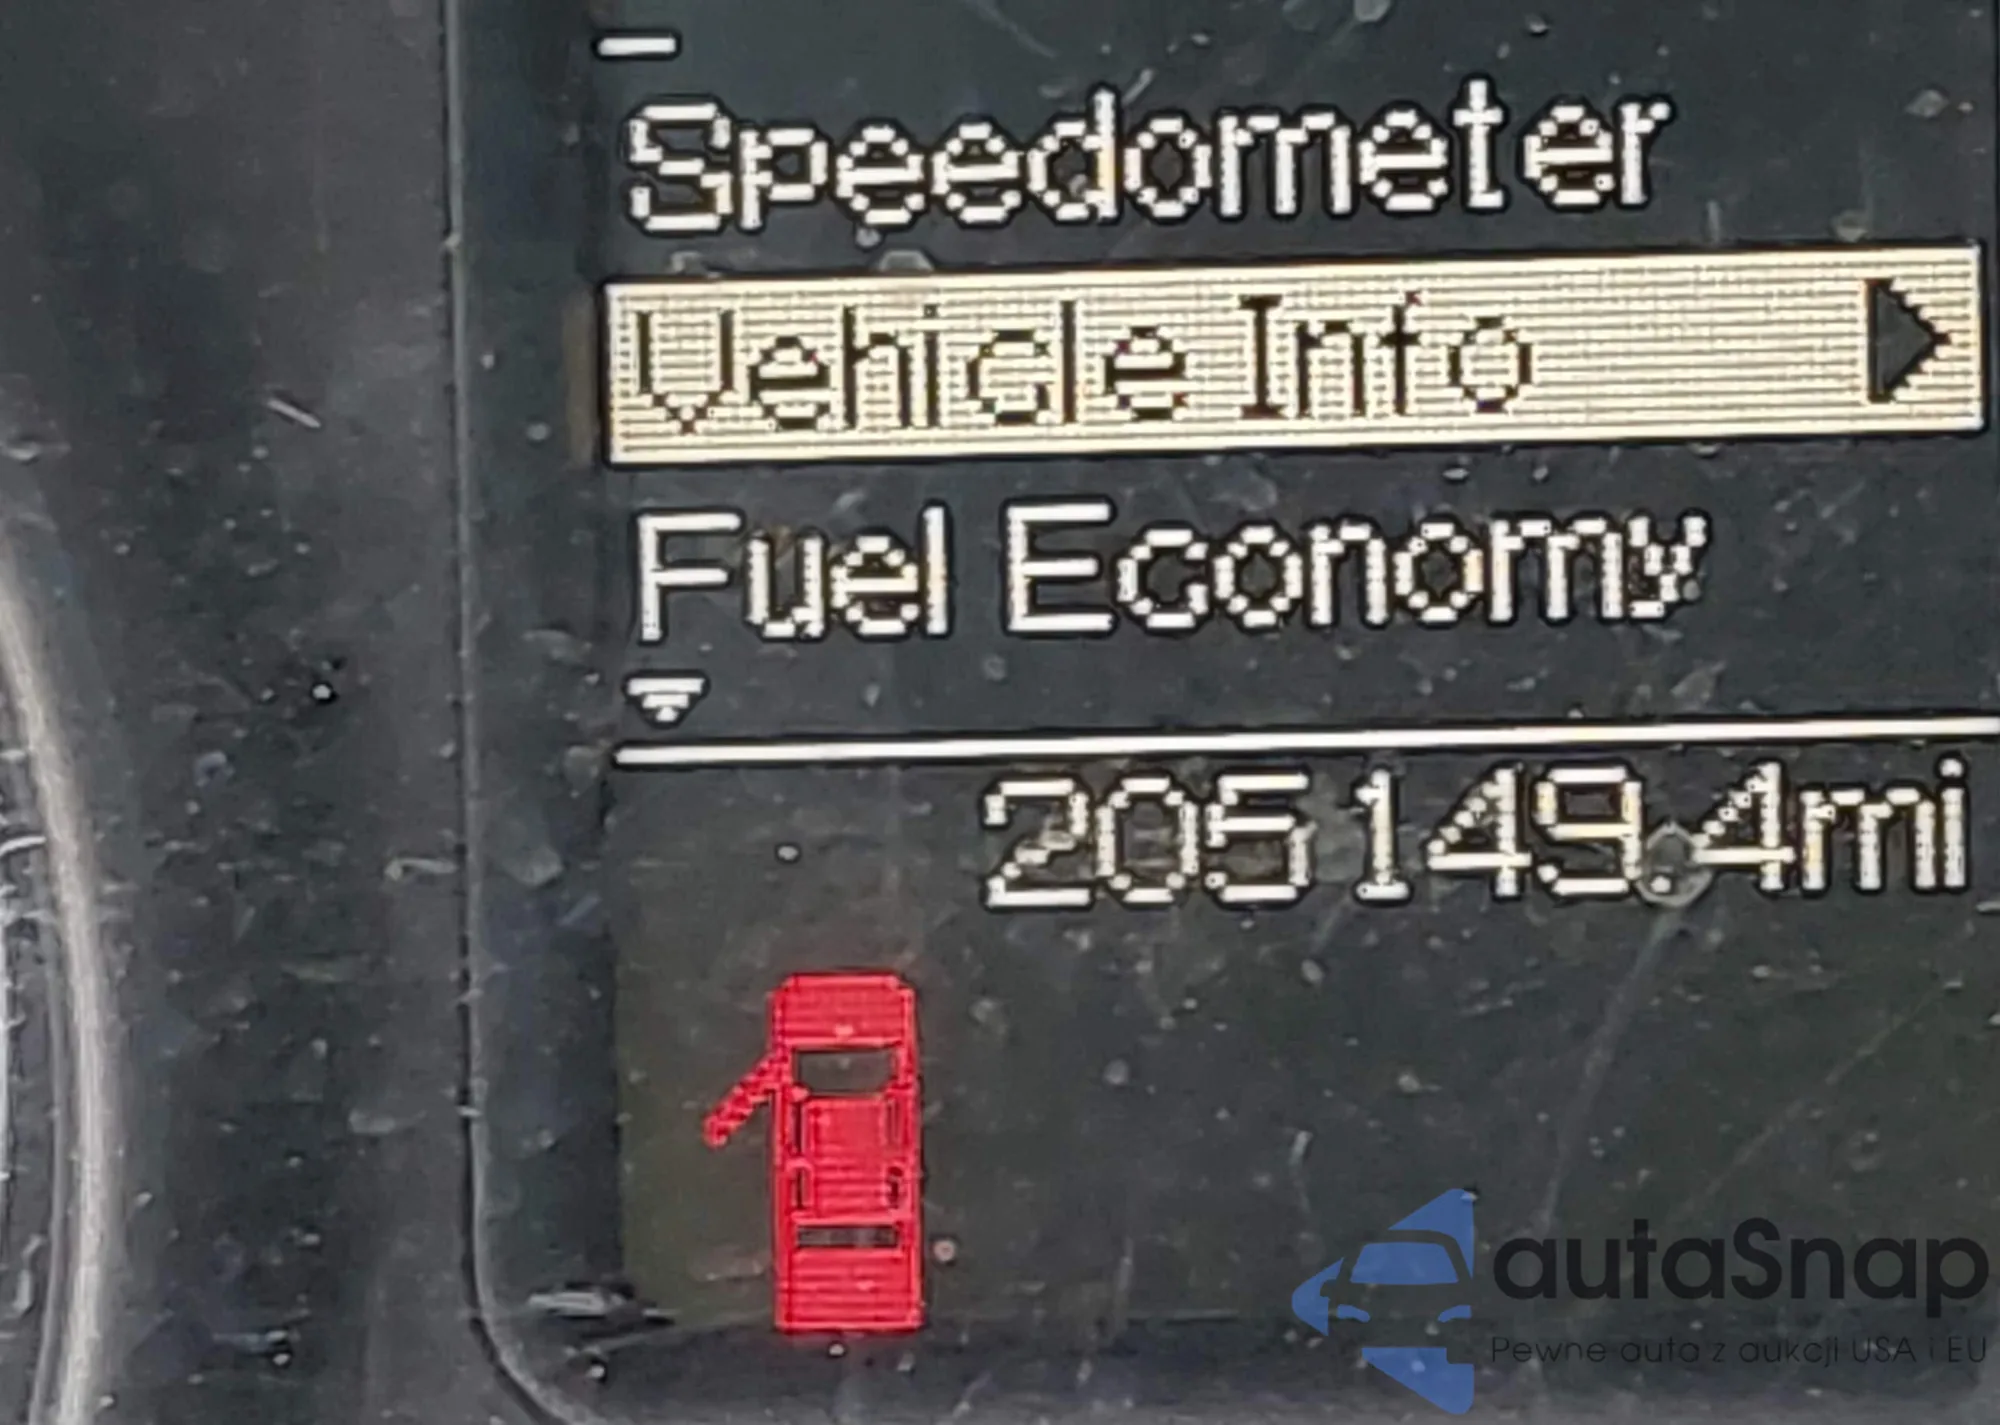 Speedometer
Vehicle Info
Fuel Economy
205149.4mi
autaSnap
Pewne auta z aukcji USA i EU